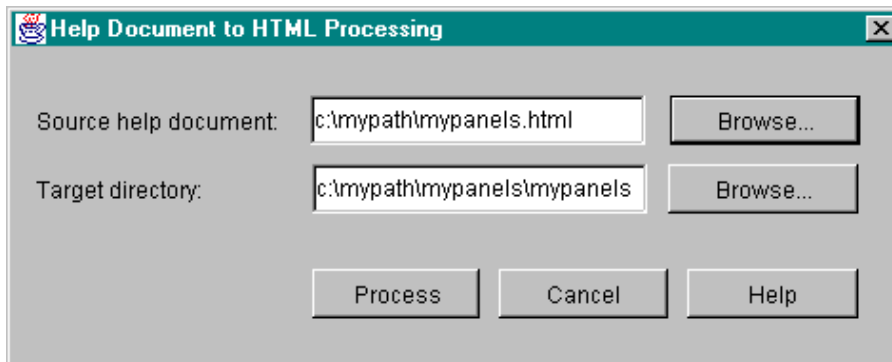 Help Document to HTML Processing
Source help document: c:\mypath\mypanels.html Browse...
Target directory: c:\mypath\mypanels\mypanels Browse...
Process Cancel Help